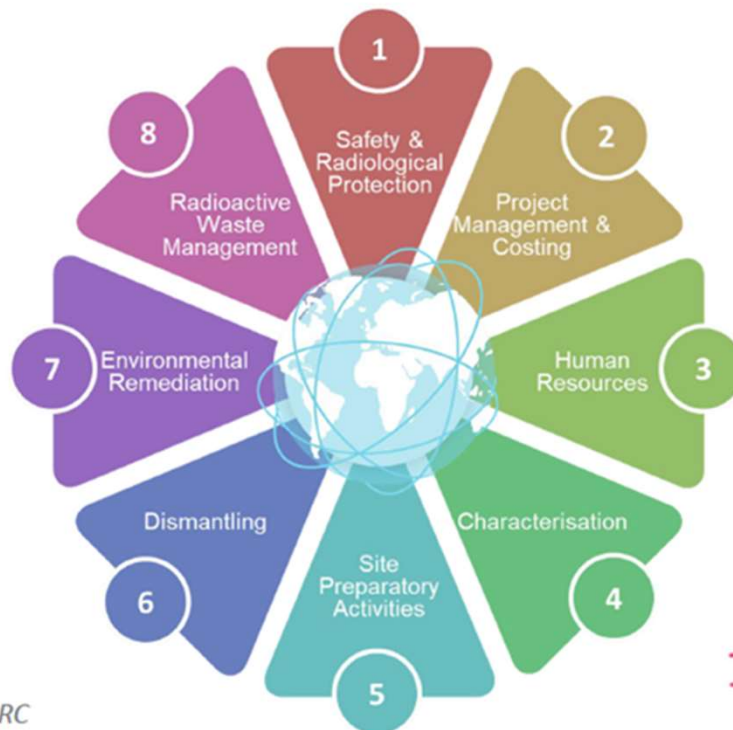 1
Safety &
Radiological
Protection
2
Project
Management &
Costing
3
Human
Resources
4
Characterisation
5
Site
Preparatory
Activities
6
Dismantling
7
Environmental
Remediation
8
Radioactive
Waste
Management
RC